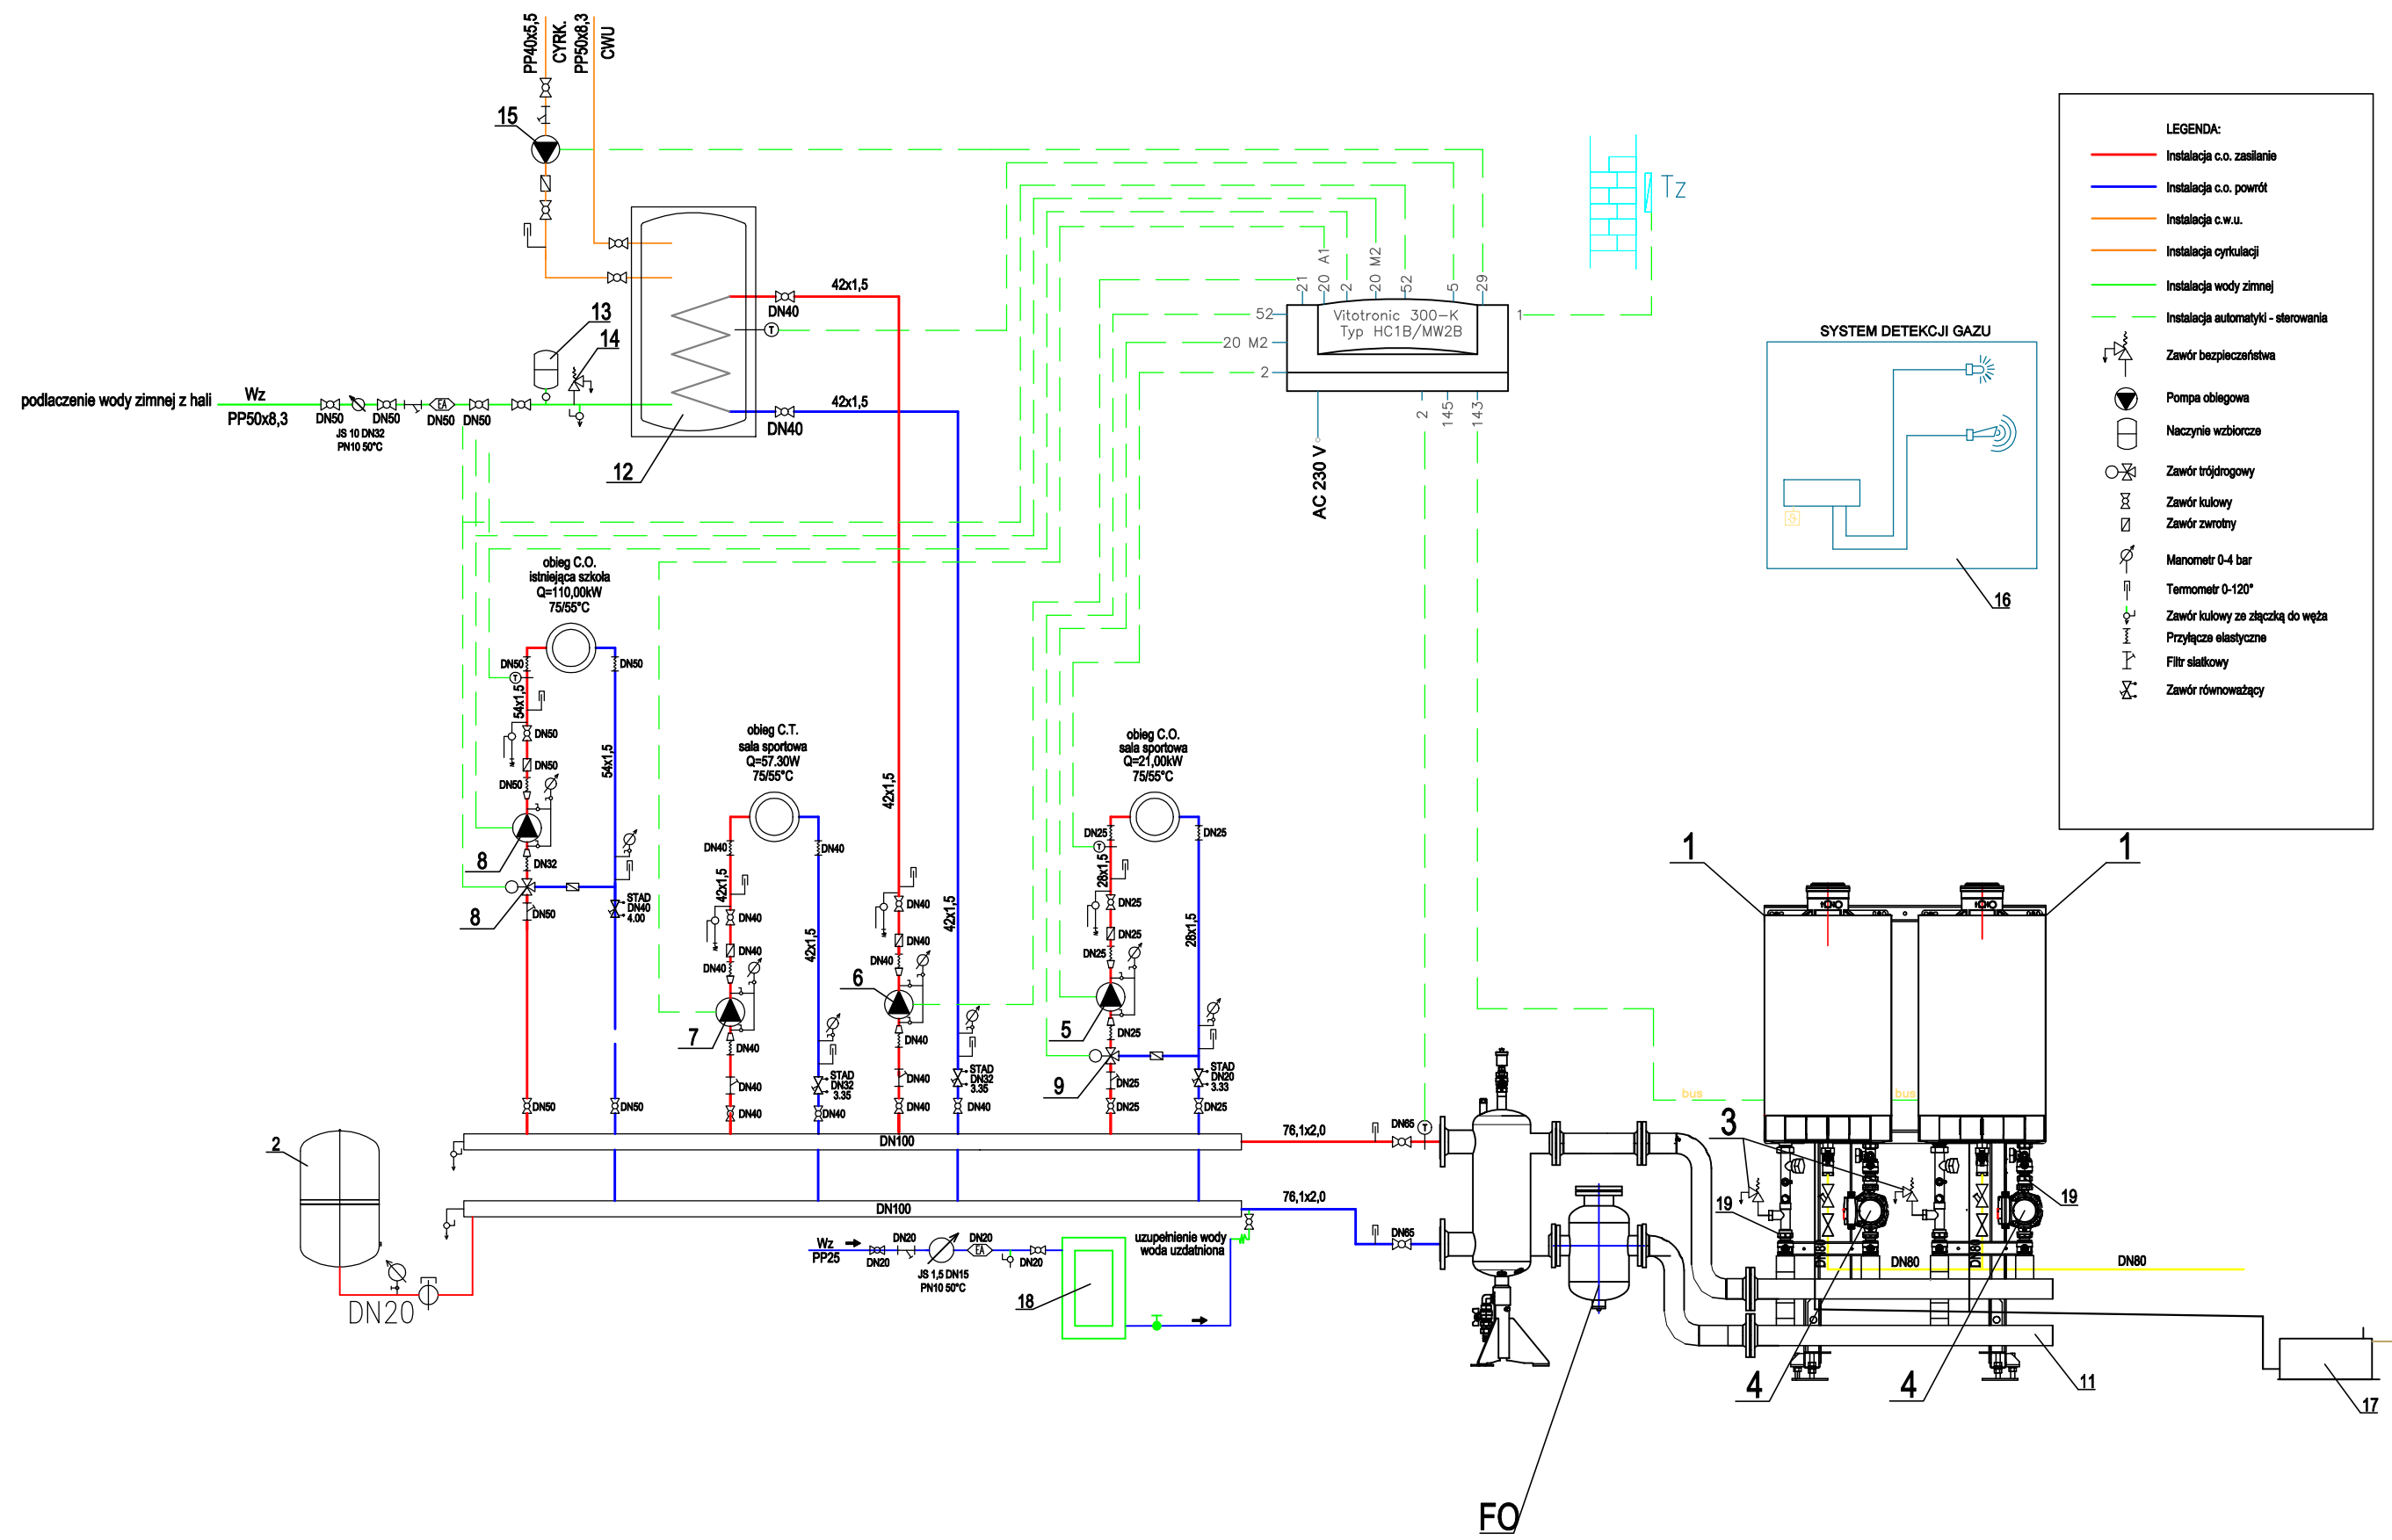 PP40x5,5
CYRK.
PP50x8,3
CWU
15
13
14
12
podlaczenie wody zimnej z hali
Wz
PP50x8,3
DN50
DN50
JS 10 DN32
PN10 50°C
EA
DN50
DN50
42x1,5
DN40
T
42x1,5
DN40
21
20 A1
2
20 M2
52
5
29
52
20 M2
2
1
Vitotronic 300-K
Typ HC1B/MW2B
2
145
143
AC 230 V
Tz
SYSTEM DETEKCJI GAZU
16
LEGENDA:
Instalacja c.o. zasilanie
Instalacja c.o. powrót
Instalacja c.w.u.
Instalacja cyrkulacji
Instalacja wody zimnej
Instalacja automatyki - sterowania
Zawór bezpieczeństwa
Pompa obiegowa
Naczynie wzbiorcze
Zawór trójdrogowy
Zawór kulowy
Zawór zwrotny
Manometr 0-4 bar
Termometr 0-120°
Zawór kulowy ze złączką do węża
Przyłącze elastyczne
Filtr siatkowy
Zawór równoważący
obieg C.O.
istniejąca szkoła
Q=110,00kW
75/55°C
DN50
DN50
T
54x1,5
DN50
54x1,5
DN50
DN50
8
DN32
8
DN50
STAD
DN40
4.00
DN50
DN50
obieg C.T.
sala sportowa
Q=57.30W
75/55°C
DN40
DN40
42x1,5
DN40
42x1,5
DN40
DN40
7
DN40
DN40
STAD
DN32
3.35
DN40
DN40
42x1,5
DN40
42x1,5
DN40
DN40
6
DN40
DN40
STAD
DN32
3.35
DN40
DN40
obieg C.O.
sala sportowa
Q=21,00kW
75/55°C
DN25
DN25
T
28x1,5
DN25
28x1,5
DN25
DN25
5
DN25
9
DN25
STAD
DN20
3.33
DN25
DN25
2
DN20
DN100
DN100
76,1x2,0
DN65
T
76,1x2,0
DN65
Wz
PP25
DN20
DN20
JS 1,5 DN15
PN10 50°C
EA
DN20
DN20
18
uzupełnienie wody
woda uzdatniona
FO
1
1
bus
bus
3
19
19
DN80
DN80
DN80
DN80
4
4
11
17